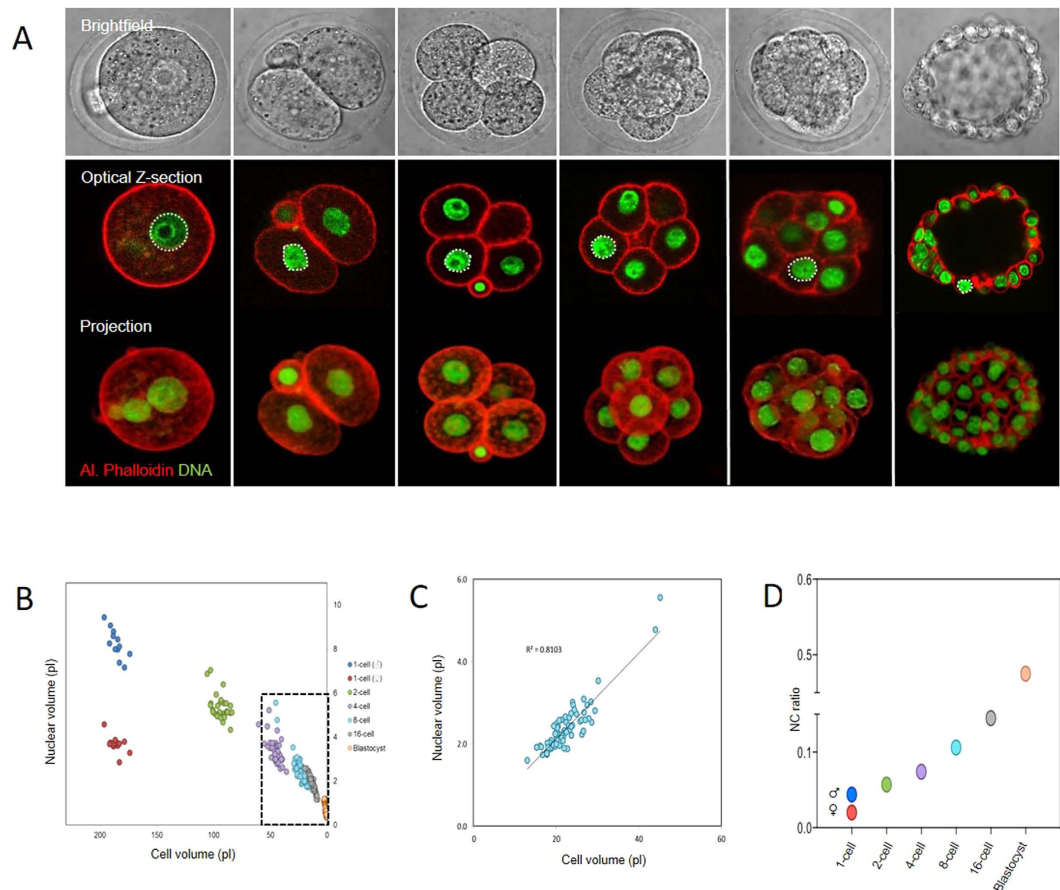 A
Brightfield
Optical Z-section
Projection
Al. Phalloidin DNA
B
Nuclear volume (pl)
10
8
6
4
2
0
200
150
100
50
0
Cell volume (pl)
1-cell (♂)
2-cell
4-cell
8-cell
16-cell
Blastocyst
C
Nuclear volume (pl)
6.0
4.0
2.0
0.0
R² = 0.8103
0
20
40
60
Cell volume (pl)
D
NC ratio
0.6
0.5
0.1
0.0
♂
♀
1-cell
2-cell
4-cell
8-cell
16-cell
Blastocyst